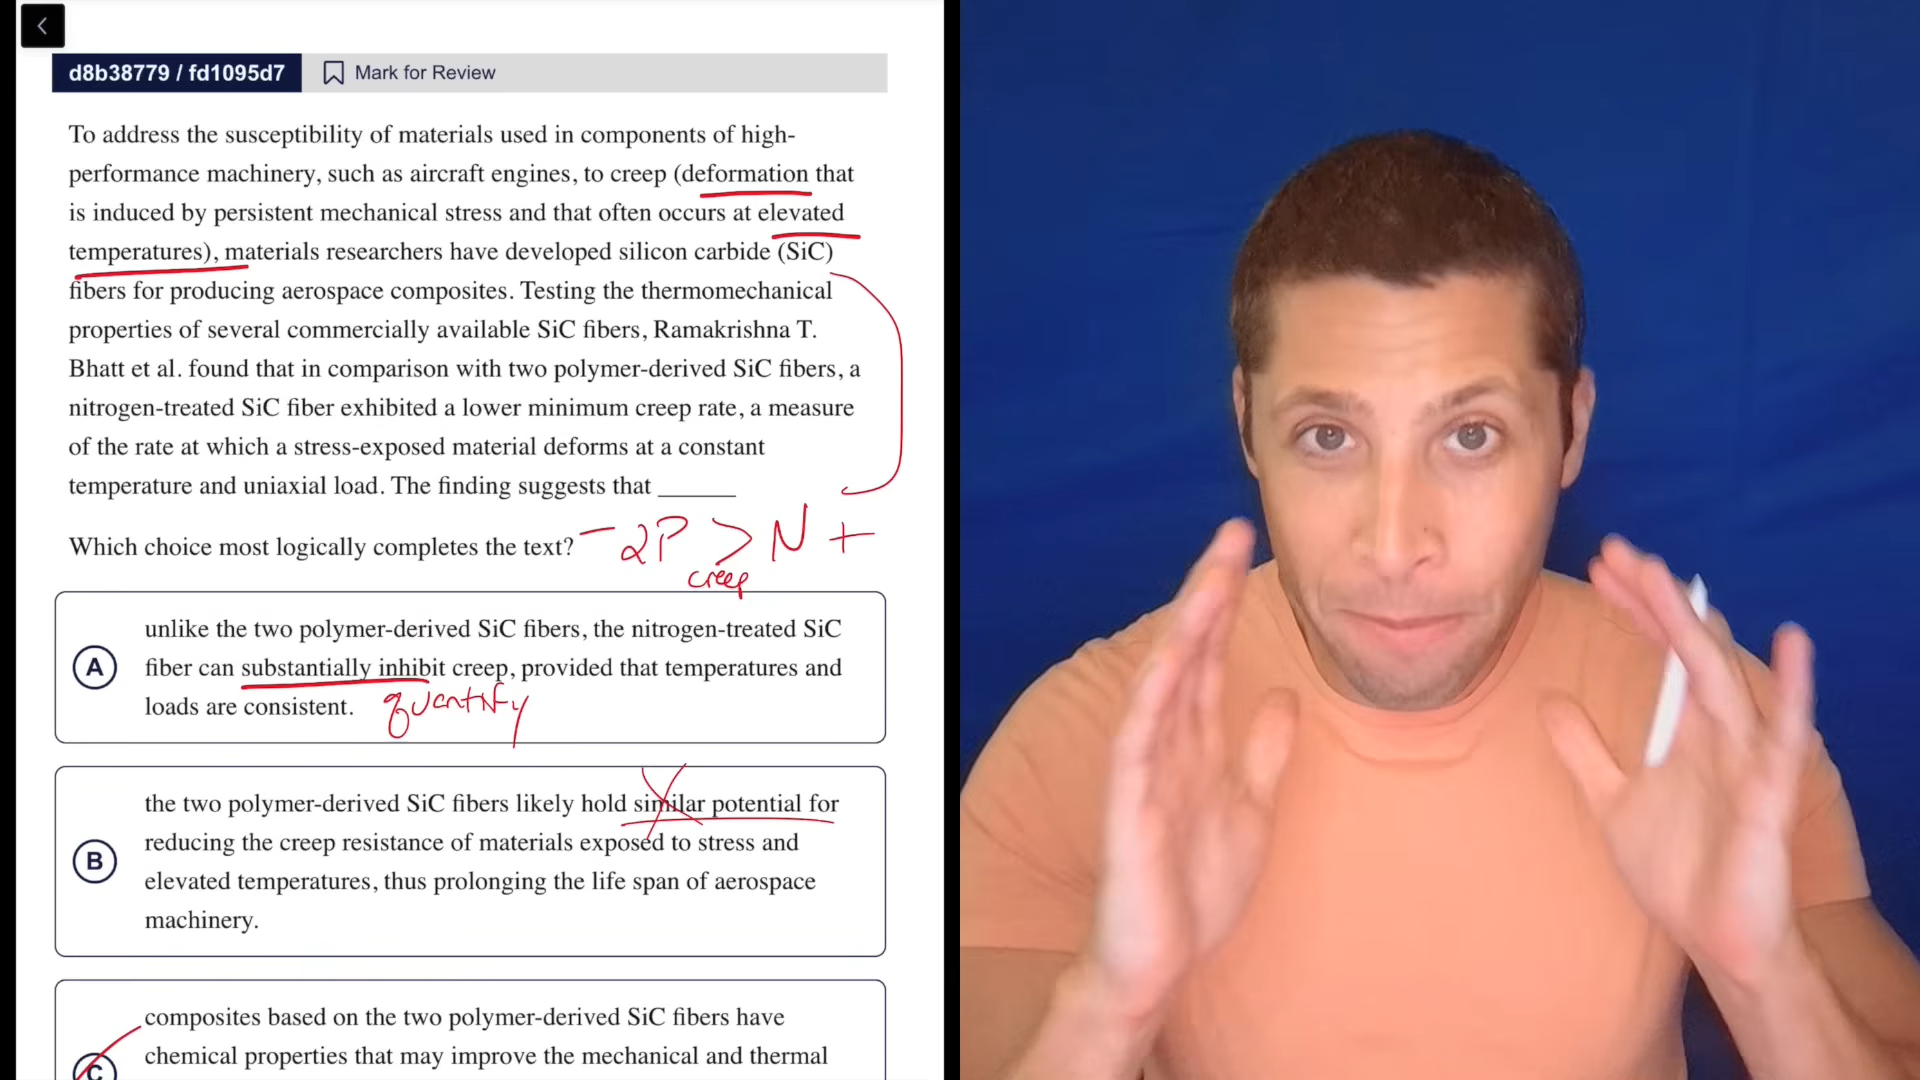 d8b38779 / fd1095d7 Mark for Review
To address the susceptibility of materials used in components of high-
performance machinery, such as aircraft engines, to creep (deformation that
is induced by persistent mechanical stress and that often occurs at elevated
temperatures), materials researchers have developed silicon carbide (SiC)
fibers for producing aerospace composites. Testing the thermomechanical
properties of several commercially available SiC fibers, Ramakrishna T.
Bhatt et al. found that in comparison with two polymer-derived SiC fibers, a
nitrogen-treated SiC fiber exhibited a lower minimum creep rate, a measure
of the rate at which a stress-exposed material deforms at a constant
temperature and uniaxial load. The finding suggests that ______
Which choice most logically completes the text?
- 2P > N +
creep
A
unlike the two polymer-derived SiC fibers, the nitrogen-treated SiC
fiber can substantially inhibit creep, provided that temperatures and
loads are consistent.
quantify
B
the two polymer-derived SiC fibers likely hold similar potential for
reducing the creep resistance of materials exposed to stress and
elevated temperatures, thus prolonging the life span of aerospace
machinery.
C
composites based on the two polymer-derived SiC fibers have
chemical properties that may improve the mechanical and thermal